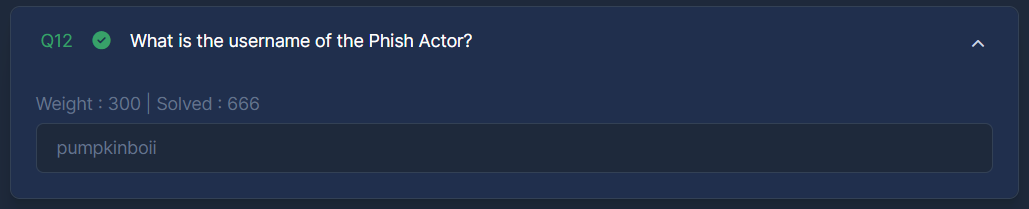 Q12 What is the username of the Phish Actor?
Weight : 300 | Solved : 666
pumpkinboii